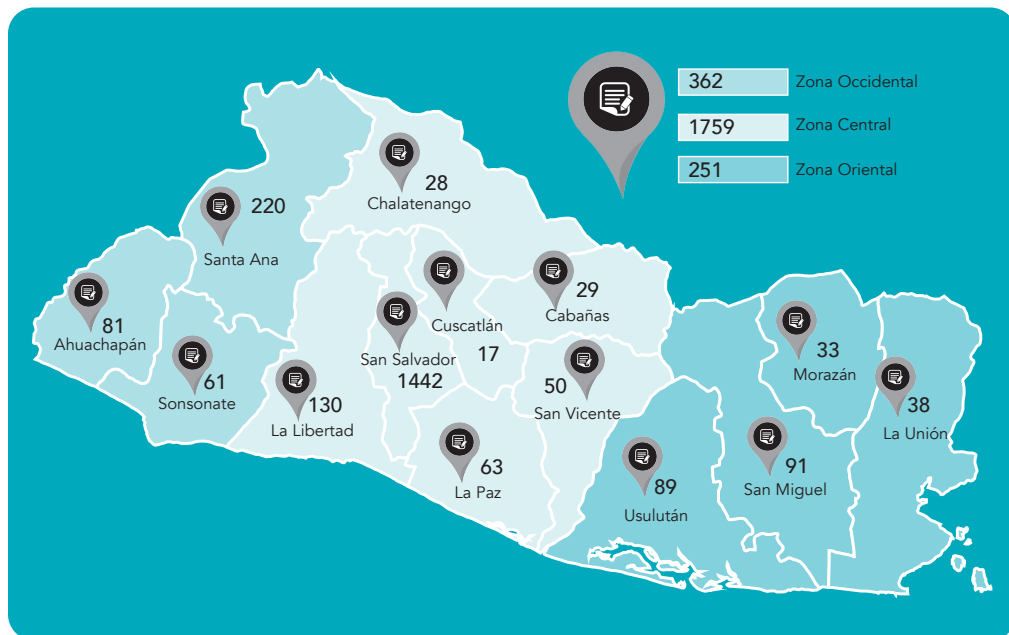 362 Zona Occidental
1759 Zona Central
251 Zona Oriental
28
Chalatenango
220
Santa Ana
81
Ahuachapán
61
Sonsonate
130
La Libertad
San Salvador
1442
Cuscatlán
17
29
Cabañas
50
San Vicente
63
La Paz
33
Morazán
38
La Unión
91
San Miguel
89
Usulután